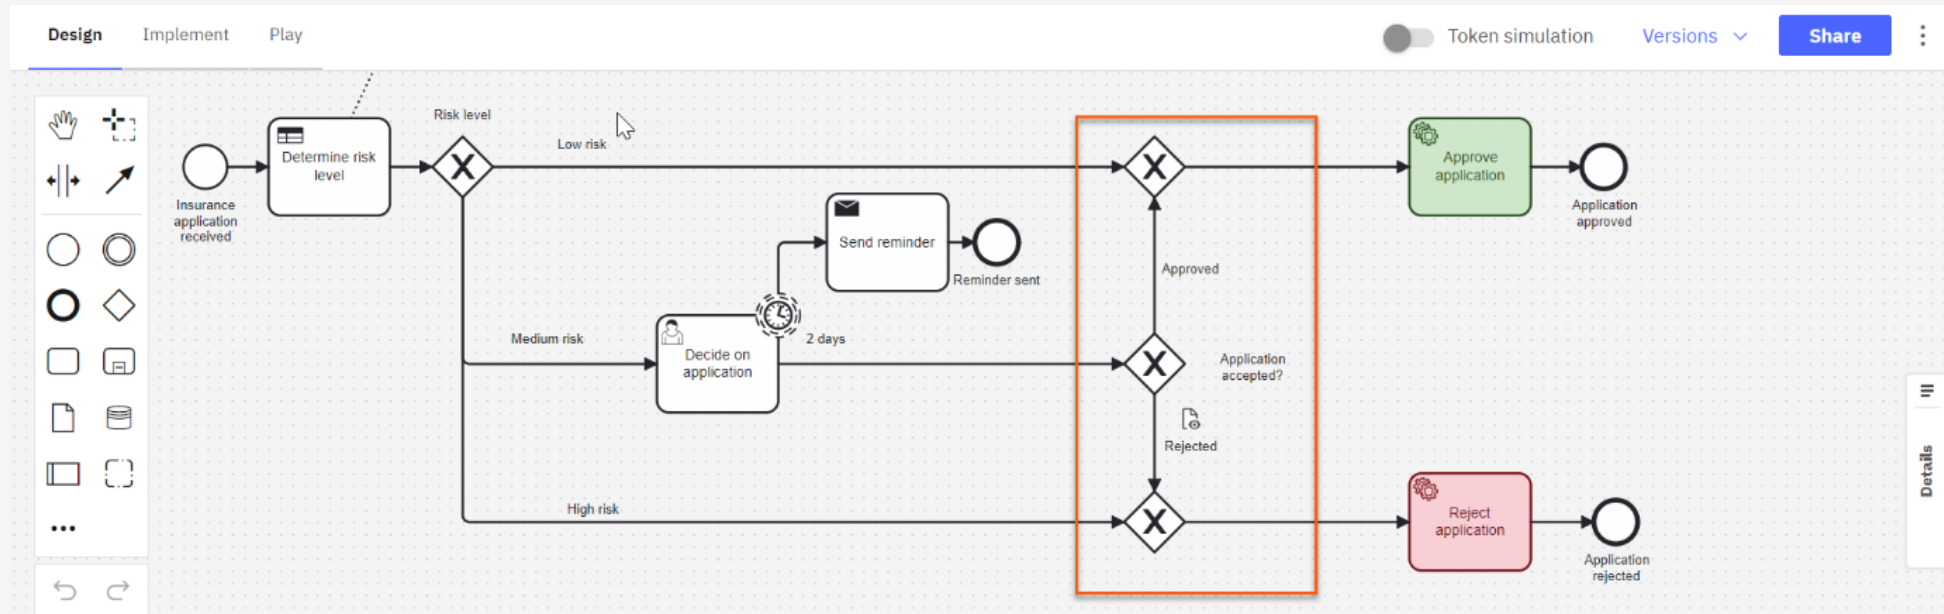 Design
Implement
Play
Token simulation
Versions
Share
Risk level
Low risk
Determine risk
level
Approve
application
Insurance
application
received
Application
approved
Send reminder
Reminder sent
Approved
Medium risk
2 days
Decide on
application
Application
accepted?
Rejected
Details
High risk
Reject
application
Application
rejected